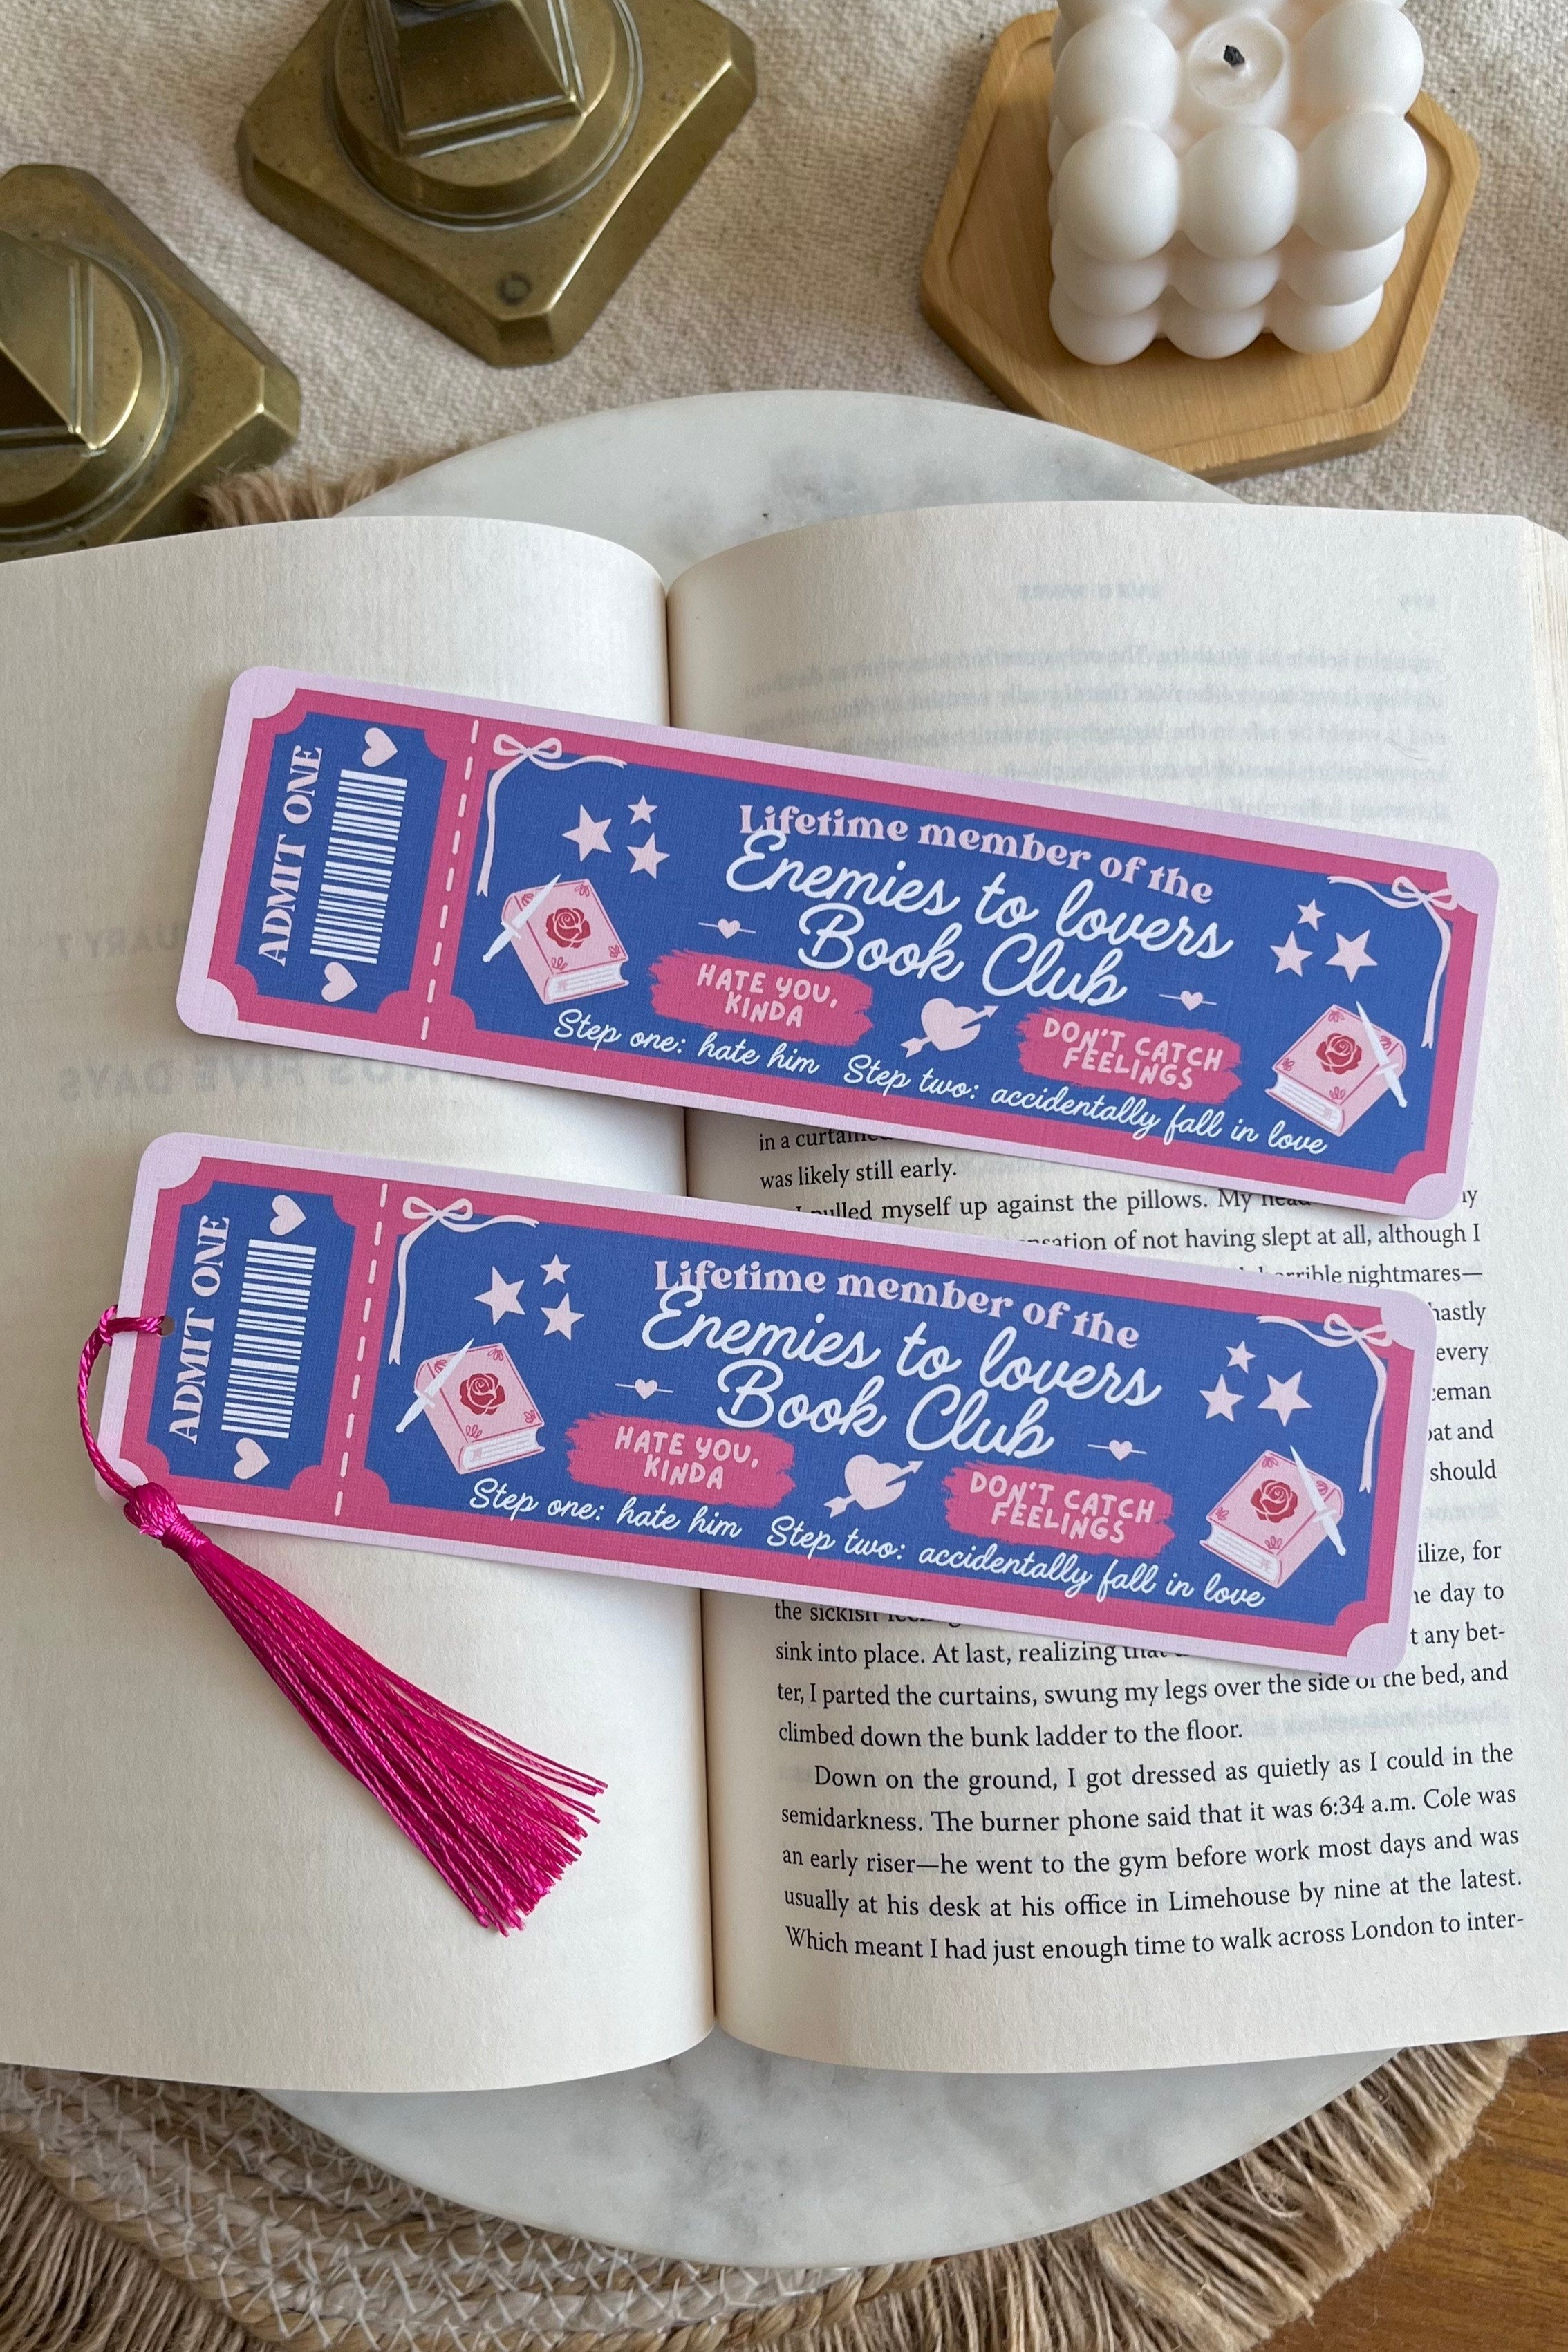 ADMIT ONE
Lifetime member of the
Enemies to lovers
Book Club
HATE YOU,
KINDA
DON'T CATCH
FEELINGS
Step one: hate him Step two: accidentally fall in love
in a
was likely still early.
pulled myself up against the pillows. My
of not having slept at all, although I
nightmares—
every
and
should
for
day to
ADMIT ONE
Lifetime member of the
Enemies to lovers
Book Club
HATE YOU,
KINDA
DON'T CATCH
FEELINGS
Step one: hate him Step two: accidentally fall in love
the sickish
t any bet-
sink into place. At last, realizing
ter, I parted the curtains, swung my legs over the side of the bed, and
climbed down the bunk ladder to the floor.
Down on the ground, I got dressed as quietly as I could in the
semidarkness. The burner phone said that it was 6:34 a.m. Cole was
an early riser—he went to the gym before work most days and was
usually at his desk at his office in Limehouse by nine at the latest.
Which meant I had just enough time to walk across London to inter-